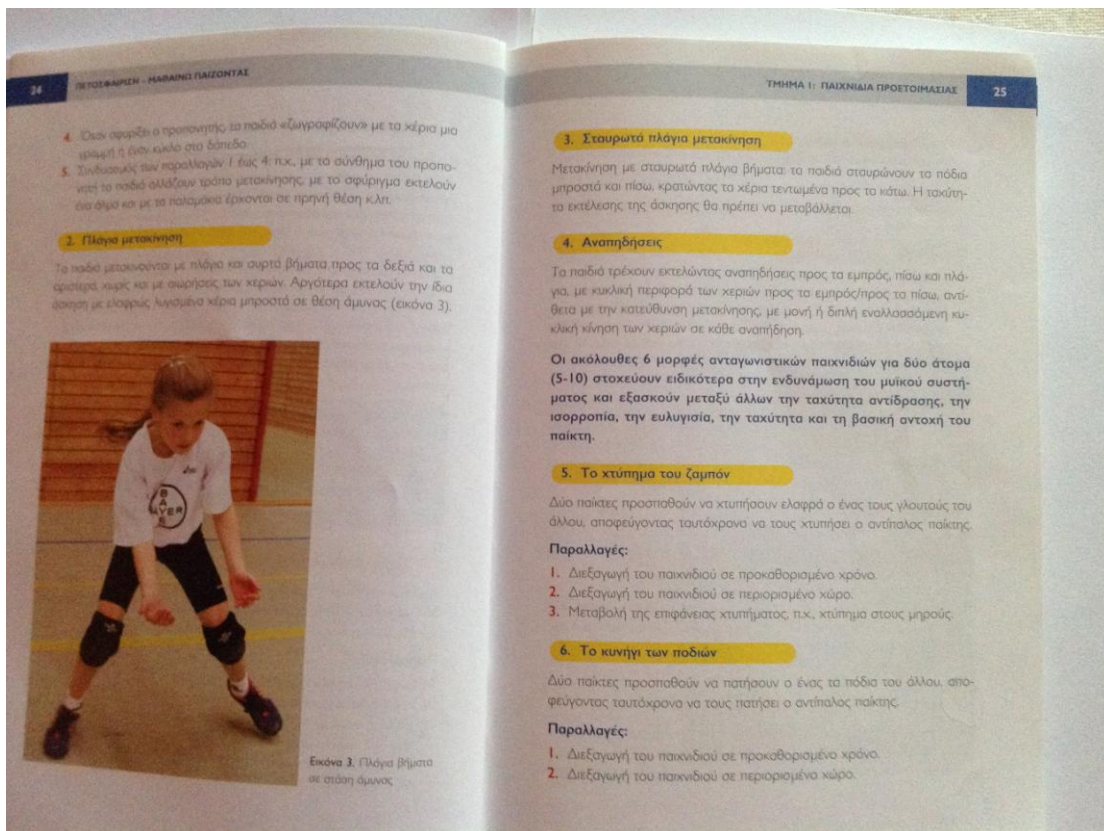 24
ΠΕΤΟΣΦΑΙΡΙΣΗ - ΜΑΘΑΙΝΩ ΠΑΙΖΟΝΤΑΣ
4. Όταν σφυρίξει ο προπονητής, τα παιδιά «ζωγραφίζουν» με τα χέρια μια
γραμμή ή έναν κύκλο στο δάπεδο.
5. Συνδυασμός των παραλλαγών 1 έως 4, π.χ., με το σύνθημα του προπο-
νητή τα παιδιά αλλάζουν τρόπο μετακίνησης, με το σφύριγμα εκτελούν
ένα άλμα και με τα παλαμάκια έρχονται σε πρηνή θέση κ.λπ.
2. Πλάγια μετακίνηση
Τα παιδιά μετακινούνται με πλάγια και συρτά βήματα προς τα δεξιά και τα
αριστερά χωρίς και με αιωρήσεις των χεριών. Αργότερα εκτελούν την ίδια
άσκηση με ελαφρώς λυγισμένα χέρια μπροστά σε θέση άμυνας (εικόνα 3).
B
A
BAYER
E
Εικόνα 3. Πλάγια βήματα
σε στάση άμυνας
ΤΜΗΜΑ 1: ΠΑΙΧΝΙΔΙΑ ΠΡΟΕΤΟΙΜΑΣΙΑΣ
25
3. Σταυρωτά πλάγια μετακίνηση
Μετακίνηση με σταυρωτά πλάγια βήματα: τα παιδιά σταυρώνουν τα πόδια
μπροστά και πίσω, κρατώντας τα χέρια τεντωμένα προς τα κάτω. Η ταχύτη-
τα εκτέλεσης της άσκησης θα πρέπει να μεταβάλλεται.
4. Αναπηδήσεις
Τα παιδιά τρέχουν εκτελώντας αναπηδήσεις προς τα εμπρός, πίσω και πλά-
για, με κυκλική περιφορά των χεριών προς τα εμπρός/προς τα πίσω, αντί-
θετα με την κατεύθυνση μετακίνησης, με μονή ή διπλή εναλλασσόμενη κυ-
κλική κίνηση των χεριών σε κάθε αναπήδηση.
Οι ακόλουθες 6 μορφές ανταγωνιστικών παιχνιδιών για δύο άτομα
(5-10) στοχεύουν ειδικότερα στην ενδυνάμωση του μυϊκού συστή-
ματος και εξασκούν μεταξύ άλλων την ταχύτητα αντίδρασης, την
ισορροπία, την ευλυγισία, την ταχύτητα και τη βασική αντοχή του
παίκτη.
5. Το χτύπημα του ζαμπόν
Δύο παίκτες προσπαθούν να χτυπήσουν ελαφρά ο ένας τους γλουτούς του
άλλου, αποφεύγοντας ταυτόχρονα να τους χτυπήσει ο αντίπαλος παίκτης.
Παραλλαγές:
1. Διεξαγωγή του παιχνιδιού σε προκαθορισμένο χρόνο.
2. Διεξαγωγή του παιχνιδιού σε περιορισμένο χώρο.
3. Μεταβολή της επιφάνειας χτυπήματος, π.χ., χτύπημα στους μηρούς.
6. Το κυνήγι των ποδιών
Δύο παίκτες προσπαθούν να πατήσουν ο ένας τα πόδια του άλλου, απο-
φεύγοντας ταυτόχρονα να τους πατήσει ο αντίπαλος παίκτης.
Παραλλαγές:
1. Διεξαγωγή του παιχνιδιού σε προκαθορισμένο χρόνο.
2. Διεξαγωγή του παιχνιδιού σε περιορισμένο χώρο.